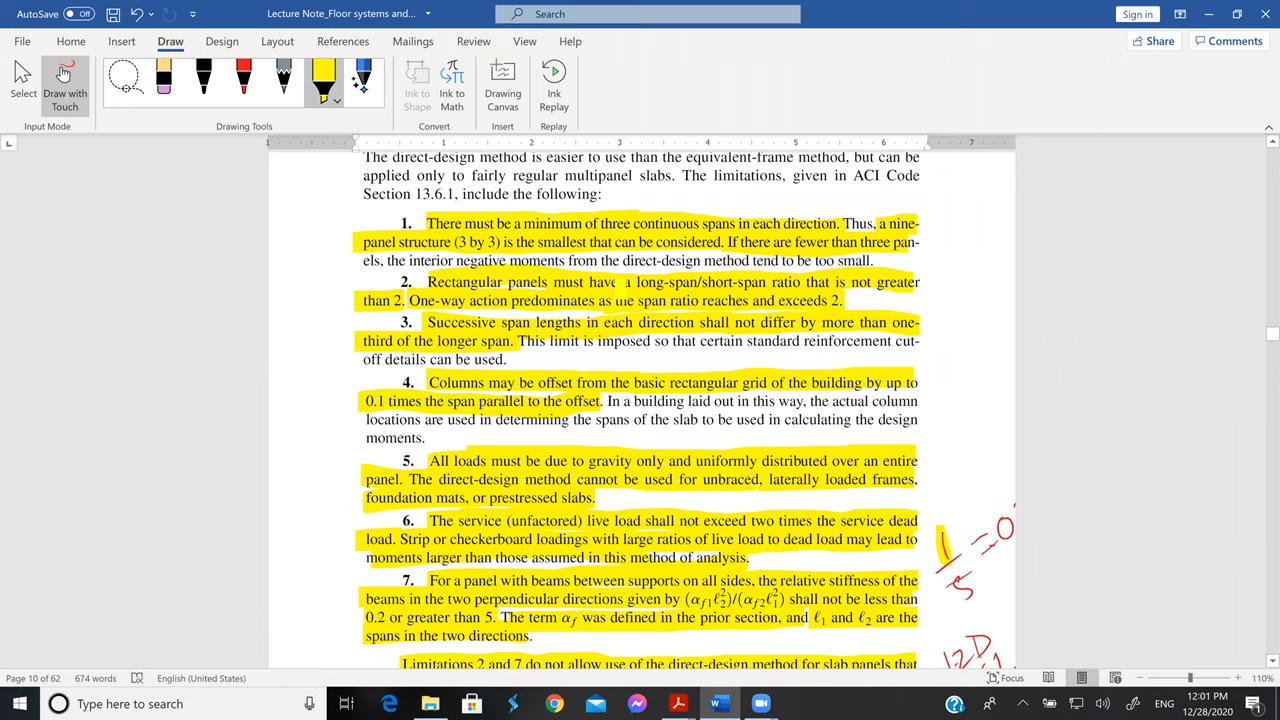 AutoSave Off Lecture Note_Floor systems and... Search Sign in
File Home Insert Draw Design Layout References Mailings Review View Help Share Comments
Select Draw with Touch Ink to Shape Ink to Math Drawing Canvas Ink Replay
Input Mode Drawing Tools Convert Insert Replay
1 1 2 3 4 5 6 7
The direct-design method is easier to use than the equivalent-frame method, but can be
applied only to fairly regular multipanel slabs. The limitations, given in ACI Code
Section 13.6.1, include the following:
1. There must be a minimum of three continuous spans in each direction. Thus, a nine-
panel structure (3 by 3) is the smallest that can be considered. If there are fewer than three pan-
els, the interior negative moments from the direct-design method tend to be too small.
2. Rectangular panels must have a long-span/short-span ratio that is not greater
than 2. One-way action predominates as the span ratio reaches and exceeds 2.
3. Successive span lengths in each direction shall not differ by more than one-
third of the longer span. This limit is imposed so that certain standard reinforcement cut-
off details can be used.
4. Columns may be offset from the basic rectangular grid of the building by up to
0.1 times the span parallel to the offset. In a building laid out in this way, the actual column
locations are used in determining the spans of the slab to be used in calculating the design
moments.
5. All loads must be due to gravity only and uniformly distributed over an entire
panel. The direct-design method cannot be used for unbraced, laterally loaded frames,
foundation mats, or prestressed slabs.
6. The service (unfactored) live load shall not exceed two times the service dead
load. Strip or checkerboard loadings with large ratios of live load to dead load may lead to
moments larger than those assumed in this method of analysis.
7. For a panel with beams between supports on all sides, the relative stiffness of the
beams in the two perpendicular directions given by (α_f1 ℓ₂²)/(α_f2 ℓ₁²) shall not be less than
0.2 or greater than 5. The term α_f was defined in the prior section, and ℓ₁ and ℓ₂ are the
spans in the two directions.
Limitations 2 and 7 do not allow use of the direct-design method for slab panels that
1/5 = 0
Page 10 of 62 674 words English (United States) Focus 110%
Type here to search 12:01 PM
12/28/2020